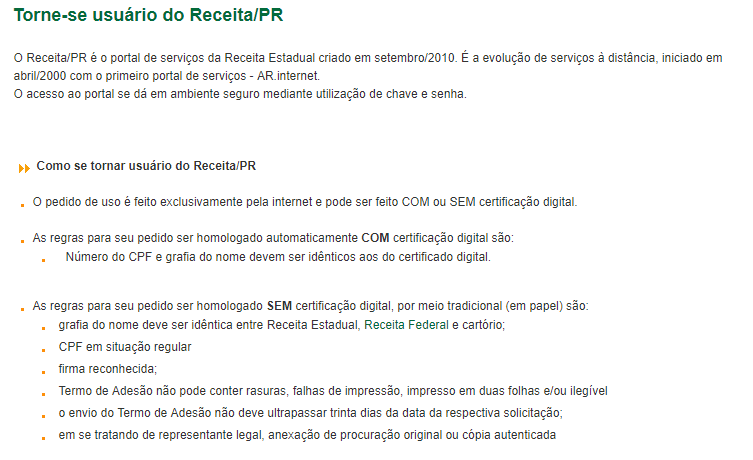 Torne-se usuário do Receita/PR
O Receita/PR é o portal de serviços da Receita Estadual criado em setembro/2010. É a evolução de serviços à distância, iniciado em
abril/2000 com o primeiro portal de serviços - AR.internet.
O acesso ao portal se dá em ambiente seguro mediante utilização de chave e senha.
Como se tornar usuário do Receita/PR
O pedido de uso é feito exclusivamente pela internet e pode ser feito COM ou SEM certificação digital.
As regras para seu pedido ser homologado automaticamente COM certificação digital são:
Número do CPF e grafia do nome devem ser idênticos aos do certificado digital.
As regras para seu pedido ser homologado SEM certificação digital, por meio tradicional (em papel) são:
grafia do nome deve ser idêntica entre Receita Estadual, Receita Federal e cartório;
CPF em situação regular
firma reconhecida;
Termo de Adesão não pode conter rasuras, falhas de impressão, impresso em duas folhas e/ou ilegível
o envio do Termo de Adesão não deve ultrapassar trinta dias da data da respectiva solicitação;
em se tratando de representante legal, anexação de procuração original ou cópia autenticada